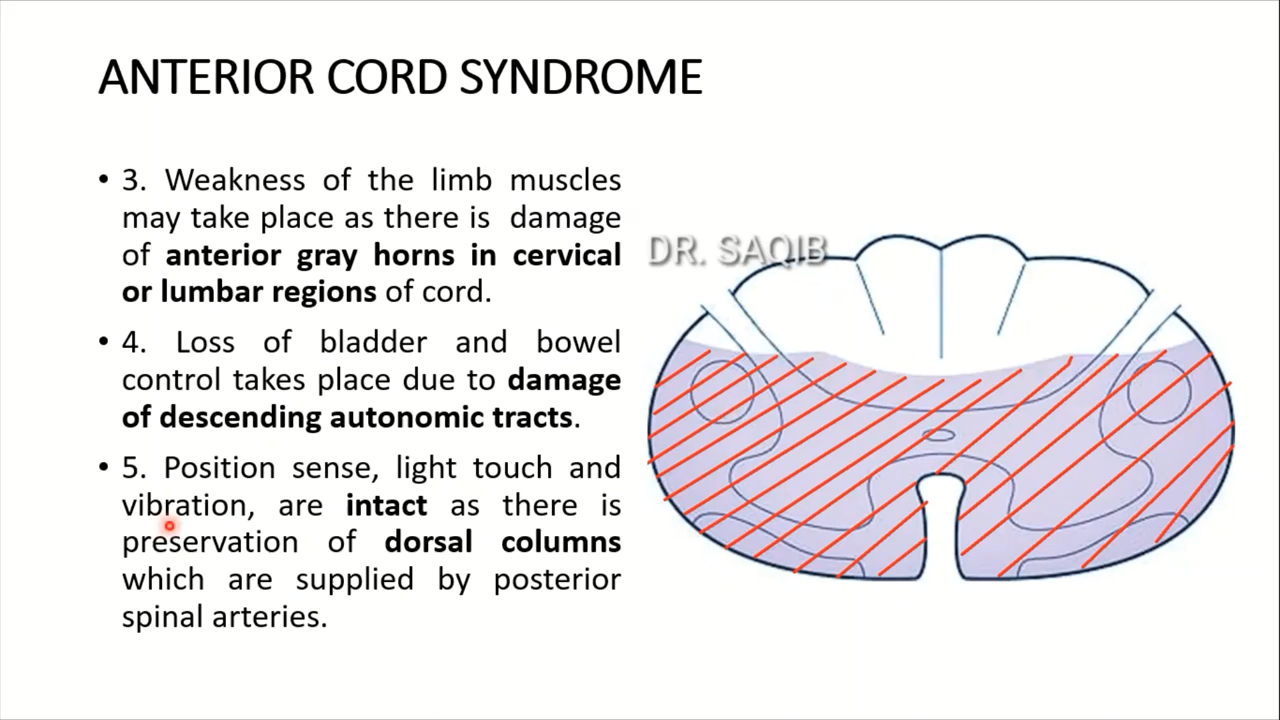 ANTERIOR CORD SYNDROME
• 3. Weakness of the limb muscles
may take place as there is damage
of anterior gray horns in cervical
or lumbar regions of cord.
• 4. Loss of bladder and bowel
control takes place due to damage
of descending autonomic tracts.
• 5. Position sense, light touch and
vibration, are intact as there is
preservation of dorsal columns
which are supplied by posterior
spinal arteries.
DR. SAQIB